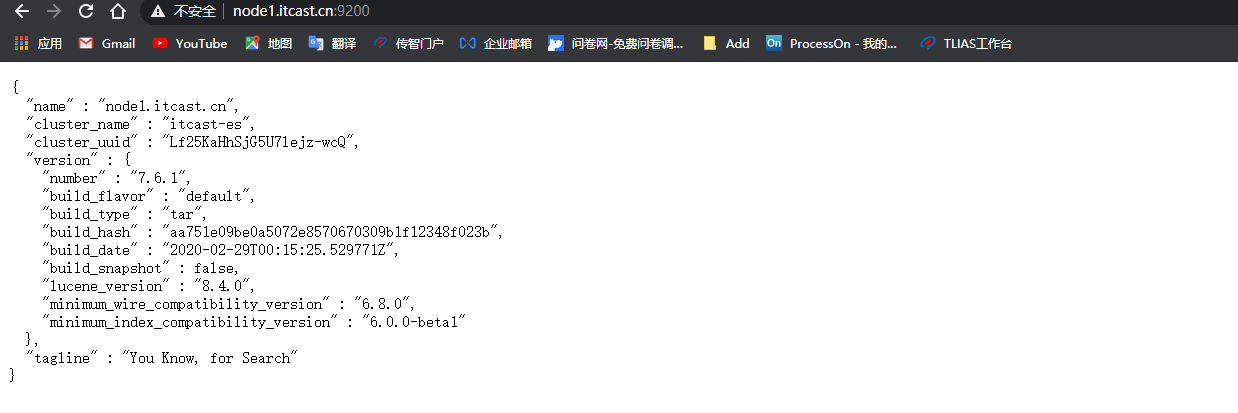 不安全 node1.itcast.cn:9200
应用 Gmail YouTube 地图 翻译 传智门户 企业邮箱 问卷网-免费问卷调... Add On ProcessOn - 我的... TLIAS工作台
{
"name" : "node1.itcast.cn",
"cluster_name" : "itcast-es",
"cluster_uuid" : "Lf25KaHhSjG5U7lejz-wcQ",
"version" : {
"number" : "7.6.1",
"build_flavor" : "default",
"build_type" : "tar",
"build_hash" : "aa751e09be0a5072e8570670309b1f12348f023b",
"build_date" : "2020-02-29T00:15:25.529771Z",
"build_snapshot" : false,
"lucene_version" : "8.4.0",
"minimum_wire_compatibility_version" : "6.8.0",
"minimum_index_compatibility_version" : "6.0.0-beta1"
},
"tagline" : "You Know, for Search"
}